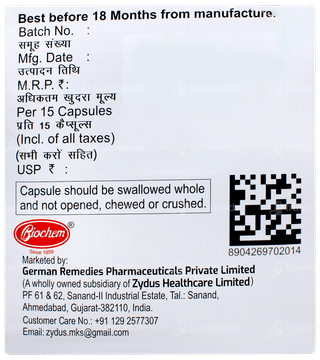 Best before 18 Months from manufacture.
Batch No. :
समूह संख्या
Mfg. Date :
उत्पादन तिथि
M.R.P. ₹:
अधिकतम खुदरा मूल्य
Per 15 Capsules
प्रति 15 कैप्सूल्स
(Incl. of all taxes)
(सभी करों सहित)
USP ₹ :
Capsule should be swallowed whole
and not opened, chewed or crushed.
Biochem
Since 1959
8904269702014
Marketed by:
German Remedies Pharmaceuticals Private Limited
(A wholly owned subsidiary of Zydus Healthcare Limited)
PF 61 & 62, Sanand-II Industrial Estate, Tal.: Sanand,
Ahmedabad, Gujarat-382110, India.
Customer Care No.: +91 129 2577307
Email: zydus.mks@gmail.com